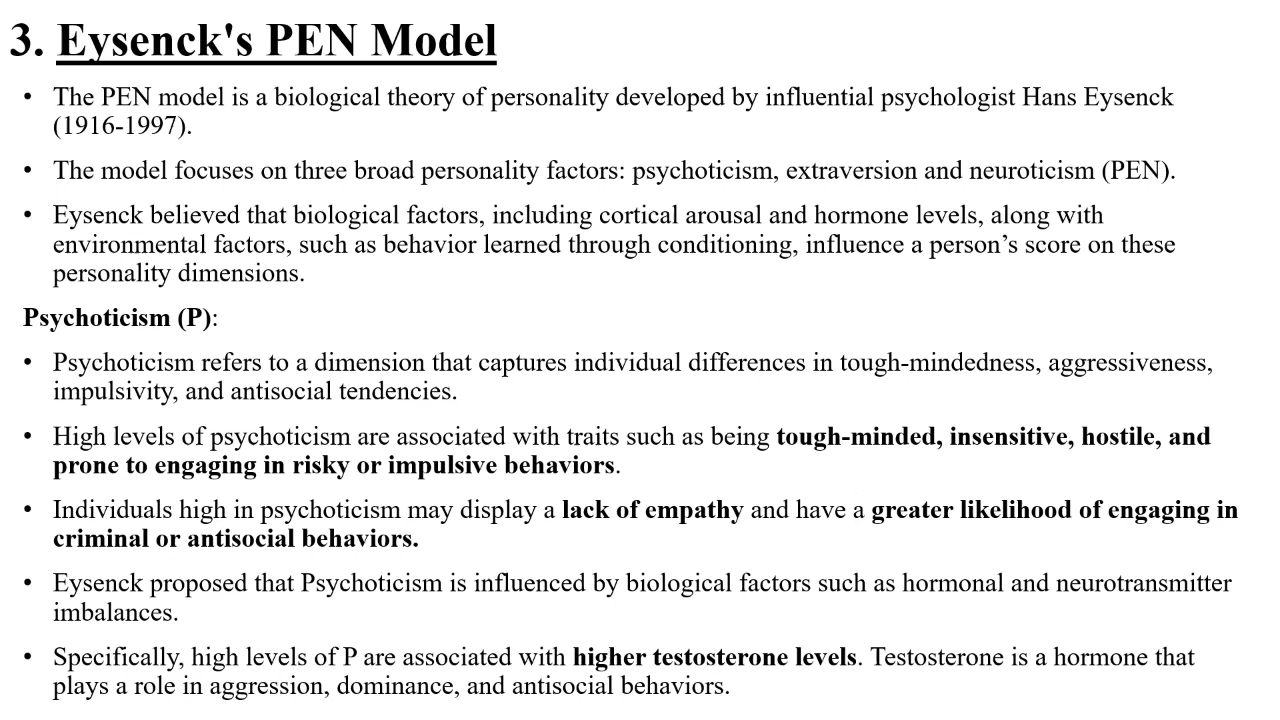 3. Eysenck's PEN Model
• The PEN model is a biological theory of personality developed by influential psychologist Hans Eysenck
(1916-1997).
• The model focuses on three broad personality factors: psychoticism, extraversion and neuroticism (PEN).
• Eysenck believed that biological factors, including cortical arousal and hormone levels, along with
environmental factors, such as behavior learned through conditioning, influence a person’s score on these
personality dimensions.
Psychoticism (P):
• Psychoticism refers to a dimension that captures individual differences in tough-mindedness, aggressiveness,
impulsivity, and antisocial tendencies.
• High levels of psychoticism are associated with traits such as being tough-minded, insensitive, hostile, and
prone to engaging in risky or impulsive behaviors.
• Individuals high in psychoticism may display a lack of empathy and have a greater likelihood of engaging in
criminal or antisocial behaviors.
• Eysenck proposed that Psychoticism is influenced by biological factors such as hormonal and neurotransmitter
imbalances.
• Specifically, high levels of P are associated with higher testosterone levels. Testosterone is a hormone that
plays a role in aggression, dominance, and antisocial behaviors.